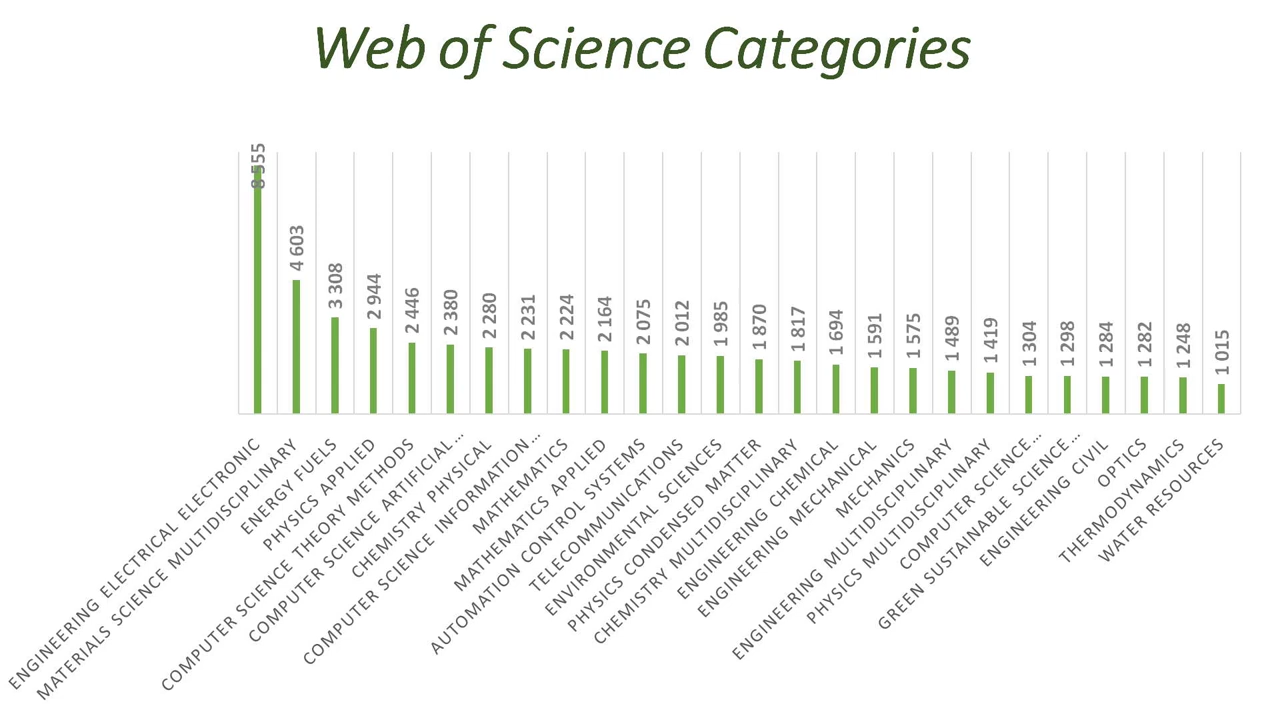 Web of Science Categories
8 555
4 603
3 308
2 944
2 446
2 380
2 280
2 231
2 224
2 164
2 075
2 012
1 985
1 870
1 817
1 694
1 591
1 575
1 489
1 419
1 304
1 298
1 284
1 282
1 248
1 015
ENGINEERING ELECTRICAL ELECTRONIC
MATERIALS SCIENCE MULTIDISCIPLINARY
ENERGY FUELS
PHYSICS APPLIED
COMPUTER SCIENCE THEORY METHODS
COMPUTER SCIENCE ARTIFICIAL…
CHEMISTRY PHYSICAL
COMPUTER SCIENCE INFORMATION…
MATHEMATICS
MATHEMATICS APPLIED
AUTOMATION CONTROL SYSTEMS
TELECOMMUNICATIONS
ENVIRONMENTAL SCIENCES
PHYSICS CONDENSED MATTER
CHEMISTRY MULTIDISCIPLINARY
ENGINEERING CHEMICAL
ENGINEERING MECHANICAL
MECHANICS
ENGINEERING MULTIDISCIPLINARY
PHYSICS MULTIDISCIPLINARY
COMPUTER SCIENCE…
GREEN SUSTAINABLE SCIENCE…
ENGINEERING CIVIL
OPTICS
THERMODYNAMICS
WATER RESOURCES